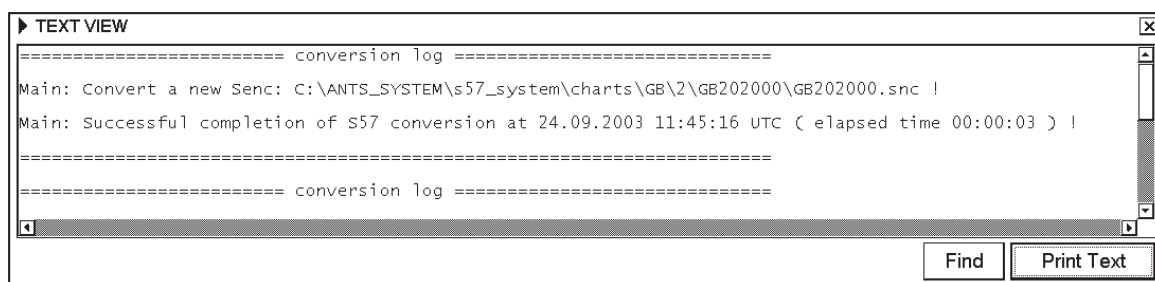 TEXT VIEW
========================= conversion log ==============================
Main: Convert a new Senc: C:\ANTS_SYSTEM\s57_system\charts\GB\2\GB202000\GB202000.snc !
Main: Successful completion of S57 conversion at 24.09.2003 11:45:16 UTC ( elapsed time 00:00:03 ) !
=======================================================================
========================= conversion log ==============================
Find Print Text